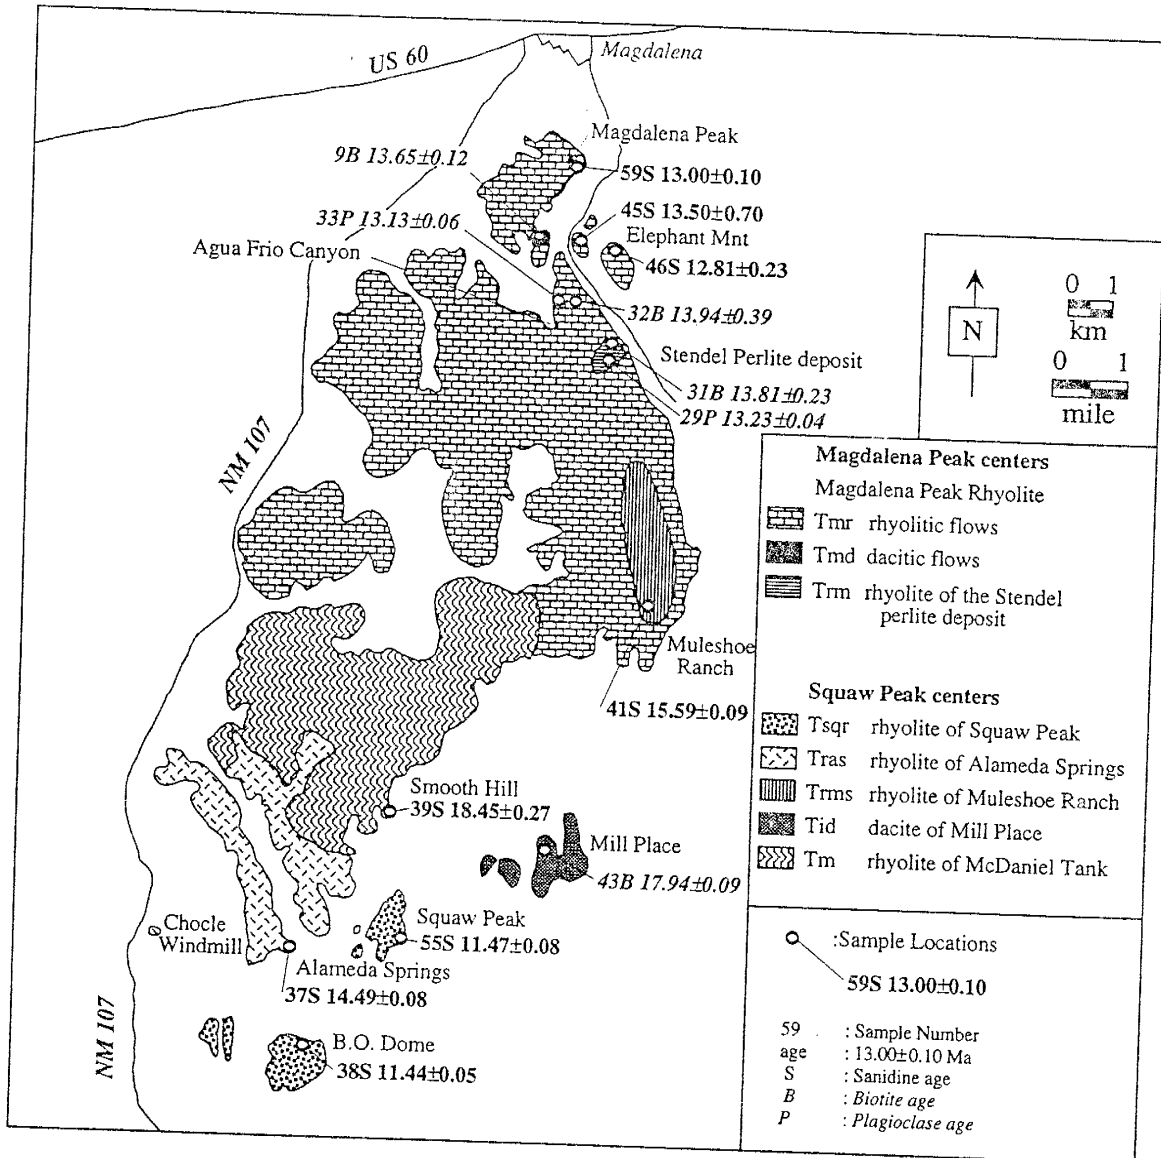 US 60
Magdalena
Magdalena Peak
9B 13.65±0.12
59S 13.00±0.10
33P 13.13±0.06
45S 13.50±0.70
Agua Frio Canyon
Elephant Mnt
46S 12.81±0.23
32B 13.94±0.39
Stendel Perlite deposit
31B 13.81±0.23
29P 13.23±0.04
NM 107
Muleshoe
Ranch
41S 15.59±0.09
Smooth Hill
39S 18.45±0.27
Mill Place
43B 17.94±0.09
Chocle
Windmill
Squaw Peak
55S 11.47±0.08
Alameda Springs
37S 14.49±0.08
NM 107
B.O. Dome
38S 11.44±0.05
N
0 1
km
0 1
mile
Magdalena Peak centers
Magdalena Peak Rhyolite
Tmr rhyolitic flows
Tmd dacitic flows
Trm rhyolite of the Stendel
perlite deposit
Squaw Peak centers
Tsqr rhyolite of Squaw Peak
Tras rhyolite of Alameda Springs
Trms rhyolite of Muleshoe Ranch
Tid dacite of Mill Place
Tm rhyolite of McDaniel Tank
:Sample Locations
59S 13.00±0.10
59 : Sample Number
age : 13.00±0.10 Ma
S : Sanidine age
B : Biotite age
P : Plagioclase age